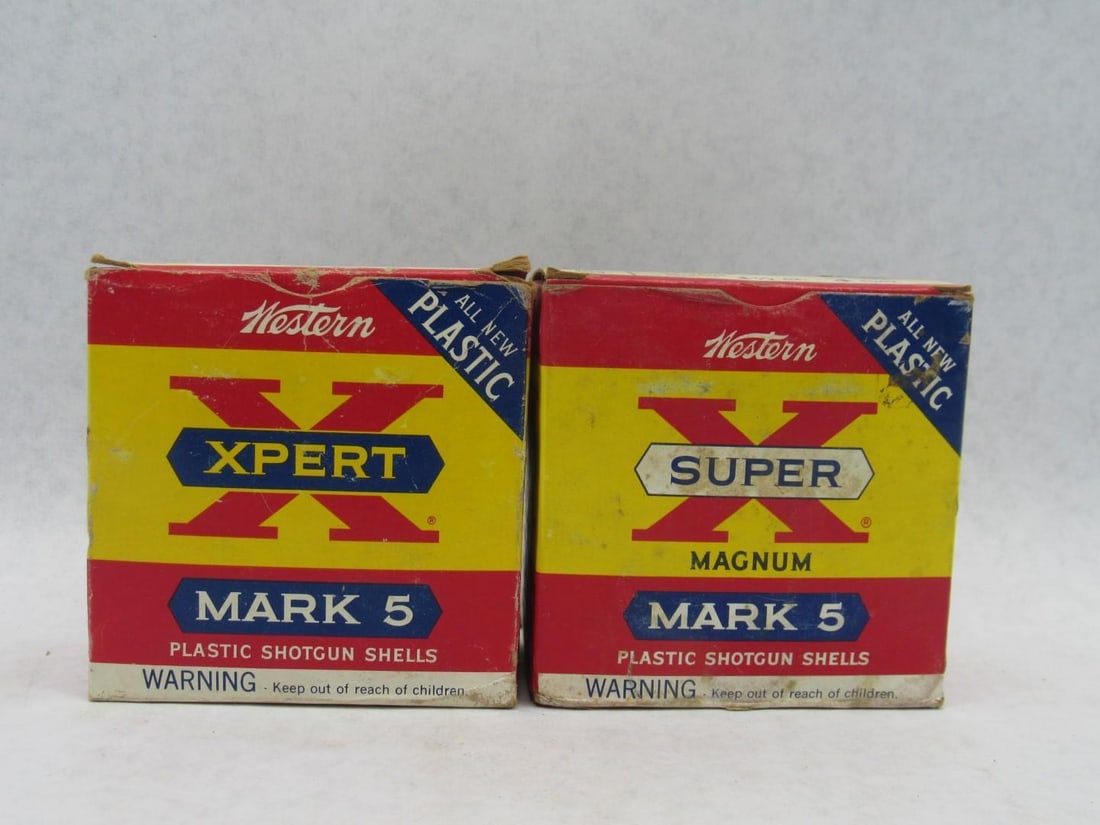 Western
ALL NEW
PLASTIC
X
XPERT
®
MARK 5
PLASTIC SHOTGUN SHELLS
WARNING - Keep out of reach of children.
Western
ALL NEW
PLASTIC
X
SUPER
®
MAGNUM
MARK 5
PLASTIC SHOTGUN SHELLS
WARNING - Keep out of reach of children.